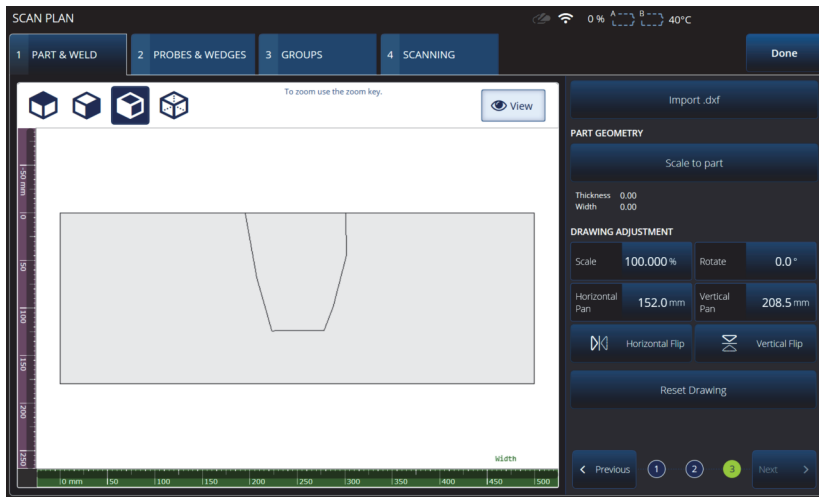 SCAN PLAN
0 % A B 40°C
1 PART & WELD 2 PROBES & WEDGES 3 GROUPS 4 SCANNING Done
To zoom use the zoom key.
View
Import .dxf
PART GEOMETRY
Scale to part
Thickness 0.00
Width 0.00
DRAWING ADJUSTMENT
Scale 100.000 % Rotate 0.0 °
Horizontal Pan 152.0 mm Vertical Pan 208.5 mm
Horizontal Flip Vertical Flip
Reset Drawing
Previous 1 2 3 Next
-50 mm
0
50
100
150
200
250
Width
0 mm 50 100 150 200 250 300 350 400 450 500